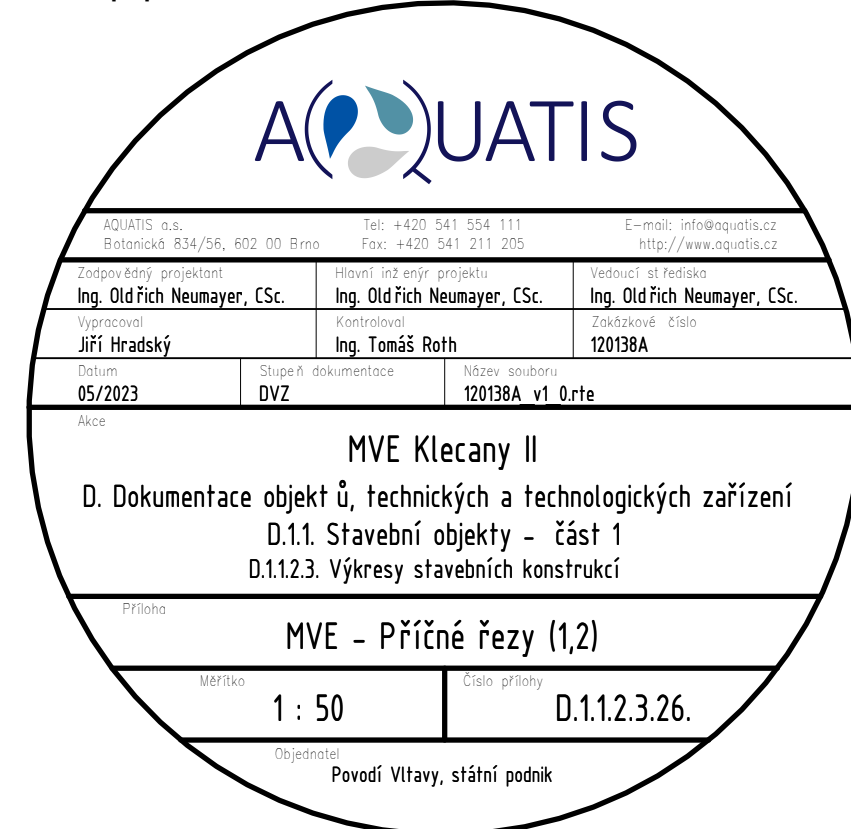 AQUATIS
AQUATIS a.s. Tel: +420 541 554 111 E-mail: info@aquatis.cz
Botanická 834/56, 602 00 Brno Fax: +420 541 211 205 http://www.aquatis.cz
Zodpovědný projektant Hlavní inženýr projektu Vedoucí střediska
Ing. Oldřich Neumayer, CSc. Ing. Oldřich Neumayer, CSc. Ing. Oldřich Neumayer, CSc.
Vypracoval Kontroloval Zakázkové číslo
Jiří Hradský Ing. Tomáš Roth 120138A
Datum Stupeň dokumentace Název souboru
05/2023 DVZ 120138A_v1_0.rte
Akce
MVE Klecany II
D. Dokumentace objektů, technických a technologických zařízení
D.1.1. Stavební objekty - část 1
D.1.1.2.3. Výkresy stavebních konstrukcí
Příloha
MVE - Příčné řezy (1,2)
Měřítko Číslo přílohy
1 : 50 D.1.1.2.3.26.
Objednatel
Povodí Vltavy, státní podnik